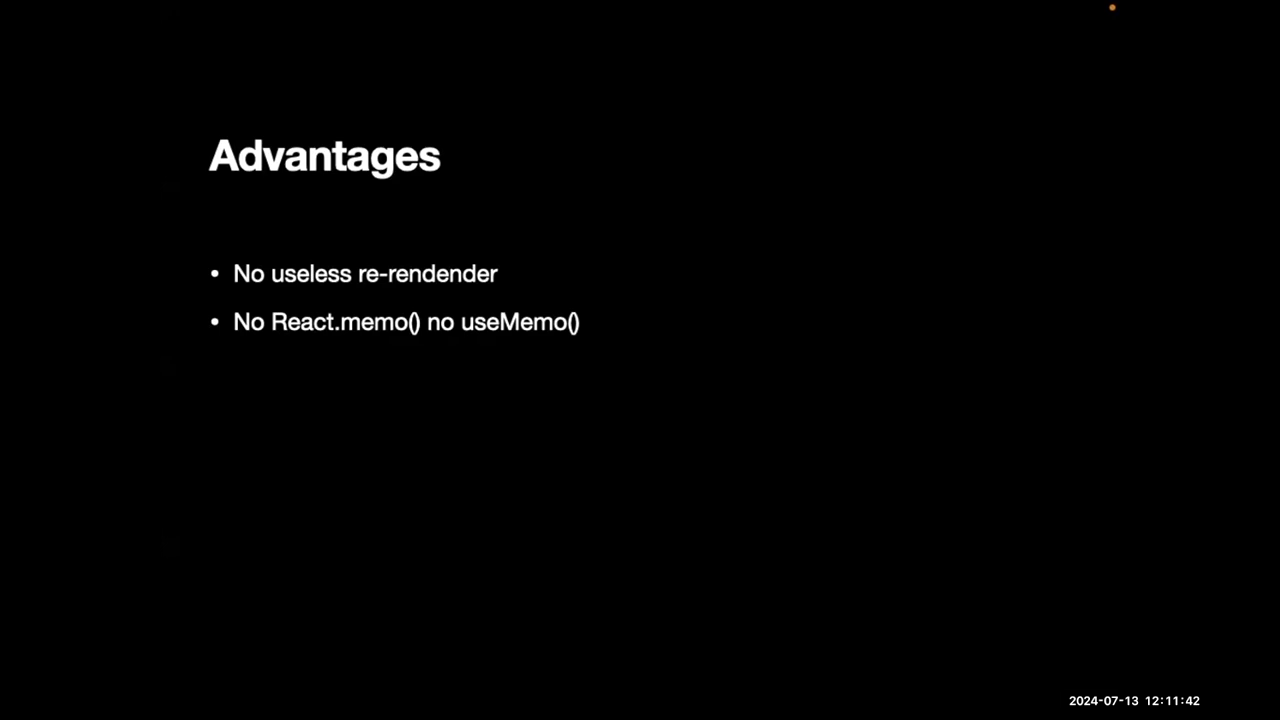 Advantages
• No useless re-rendender
• No React.memo() no useMemo()
2024-07-13 12:11:42